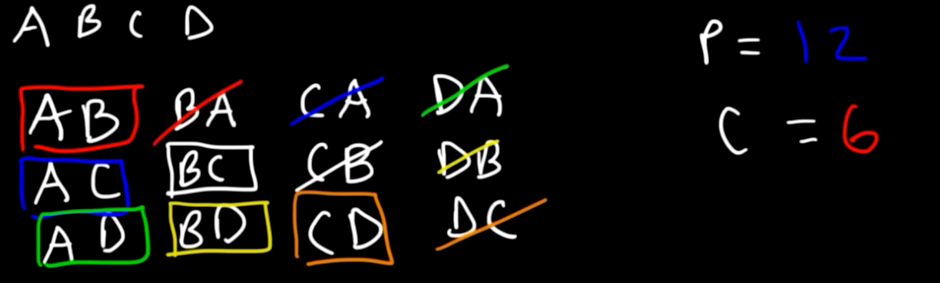 A B C D
P = 12
AB BA CA DA
C = 6
AC BC CB DB
AD BD CD DC